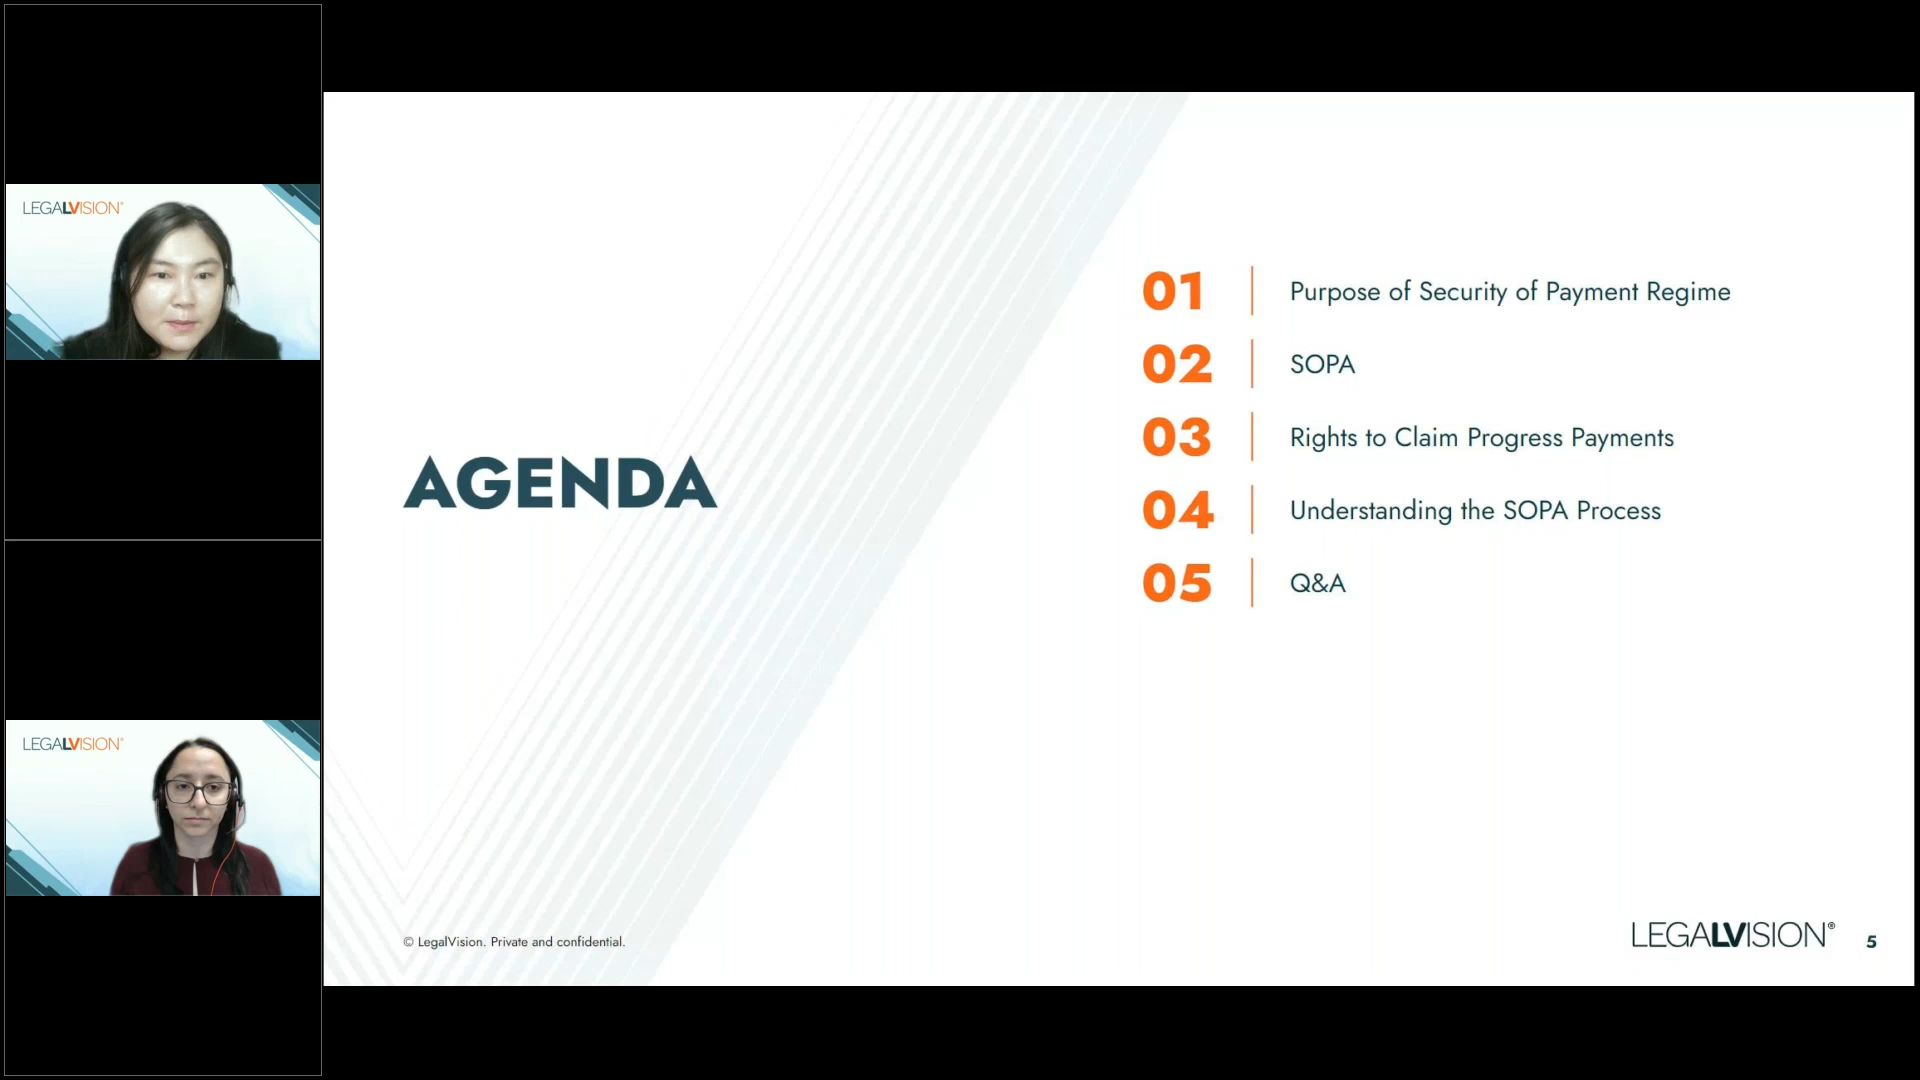 LEGALVISION®
LEGALVISION®
AGENDA
01 Purpose of Security of Payment Regime
02 SOPA
03 Rights to Claim Progress Payments
04 Understanding the SOPA Process
05 Q&A
© LegalVision. Private and confidential.
LEGALVISION® 5